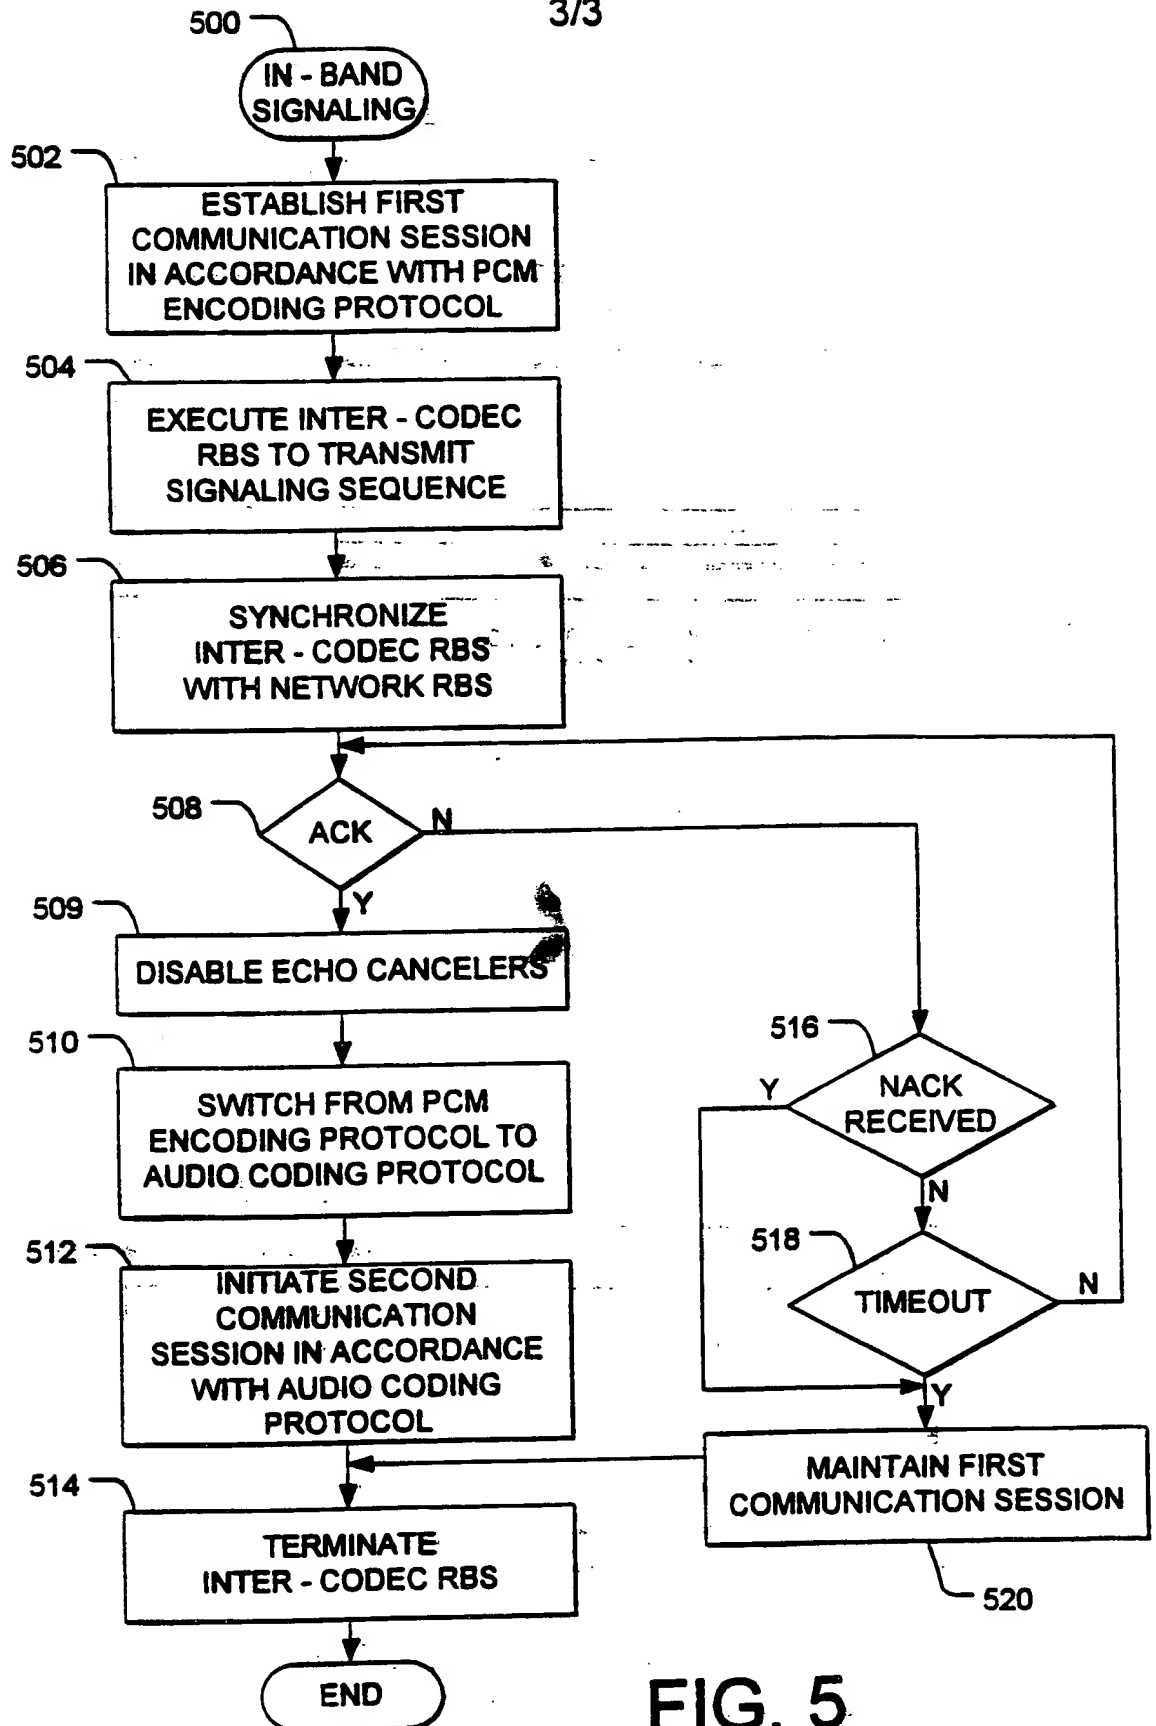 3/3
500
IN - BAND
SIGNALING
502
ESTABLISH FIRST
COMMUNICATION SESSION
IN ACCORDANCE WITH PCM
ENCODING PROTOCOL
504
EXECUTE INTER - CODEC
RBS TO TRANSMIT
SIGNALING SEQUENCE
506
SYNCHRONIZE
INTER - CODEC RBS
WITH NETWORK RBS
508
ACK
N
Y
509
DISABLE ECHO CANCELERS
510
SWITCH FROM PCM
ENCODING PROTOCOL TO
AUDIO CODING PROTOCOL
516
NACK
RECEIVED
Y
N
518
TIMEOUT
N
Y
512
INITIATE SECOND
COMMUNICATION
SESSION IN ACCORDANCE
WITH AUDIO CODING
PROTOCOL
MAINTAIN FIRST
COMMUNICATION SESSION
520
514
TERMINATE
INTER - CODEC RBS
END
FIG. 5